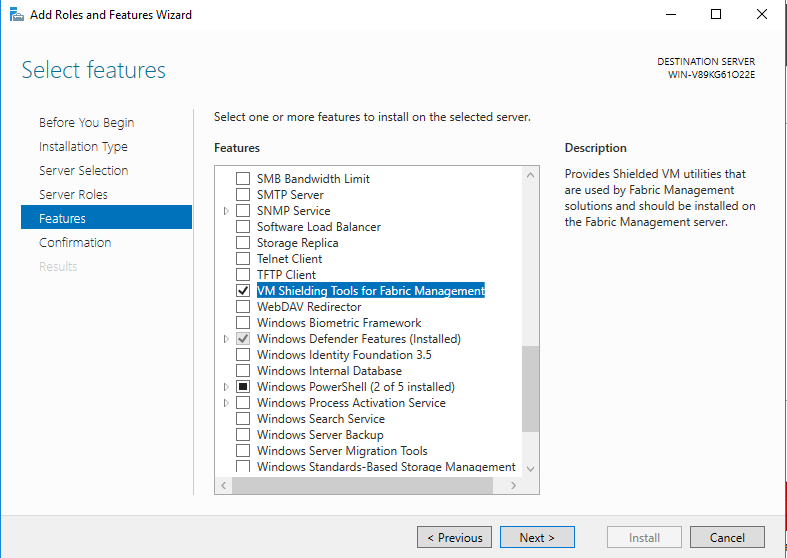 Add Roles and Features Wizard
Select features
DESTINATION SERVER
WIN-V89KG61O22E
Before You Begin
Installation Type
Server Selection
Server Roles
Features
Confirmation
Results
Select one or more features to install on the selected server.
Features
SMB Bandwidth Limit
SMTP Server
SNMP Service
Software Load Balancer
Storage Replica
Telnet Client
TFTP Client
VM Shielding Tools for Fabric Management
WebDAV Redirector
Windows Biometric Framework
Windows Defender Features (Installed)
Windows Identity Foundation 3.5
Windows Internal Database
Windows PowerShell (2 of 5 installed)
Windows Process Activation Service
Windows Search Service
Windows Server Backup
Windows Server Migration Tools
Windows Standards-Based Storage Management
Description
Provides Shielded VM utilities that
are used by Fabric Management
solutions and should be installed on
the Fabric Management server.
< Previous
Next >
Install
Cancel